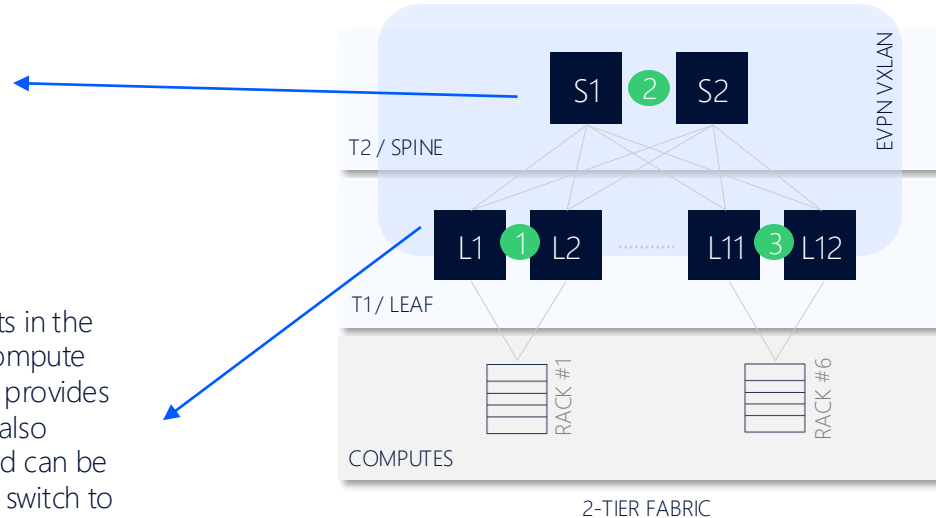 S1
2
S2
EVPN VXLAN
T2 / SPINE
L1
1
L2
L11
3
L12
T1 / LEAF
ts in the
ompute
provides
also
d can be
switch to
RACK #1
RACK #6
COMPUTES
2-TIER FABRIC